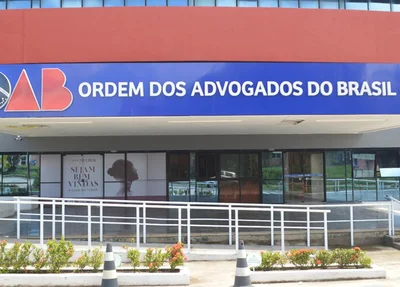 OAB ORDEM DOS ADVOGADOS DO BRASIL
SEJAM
BEM
VINDAS